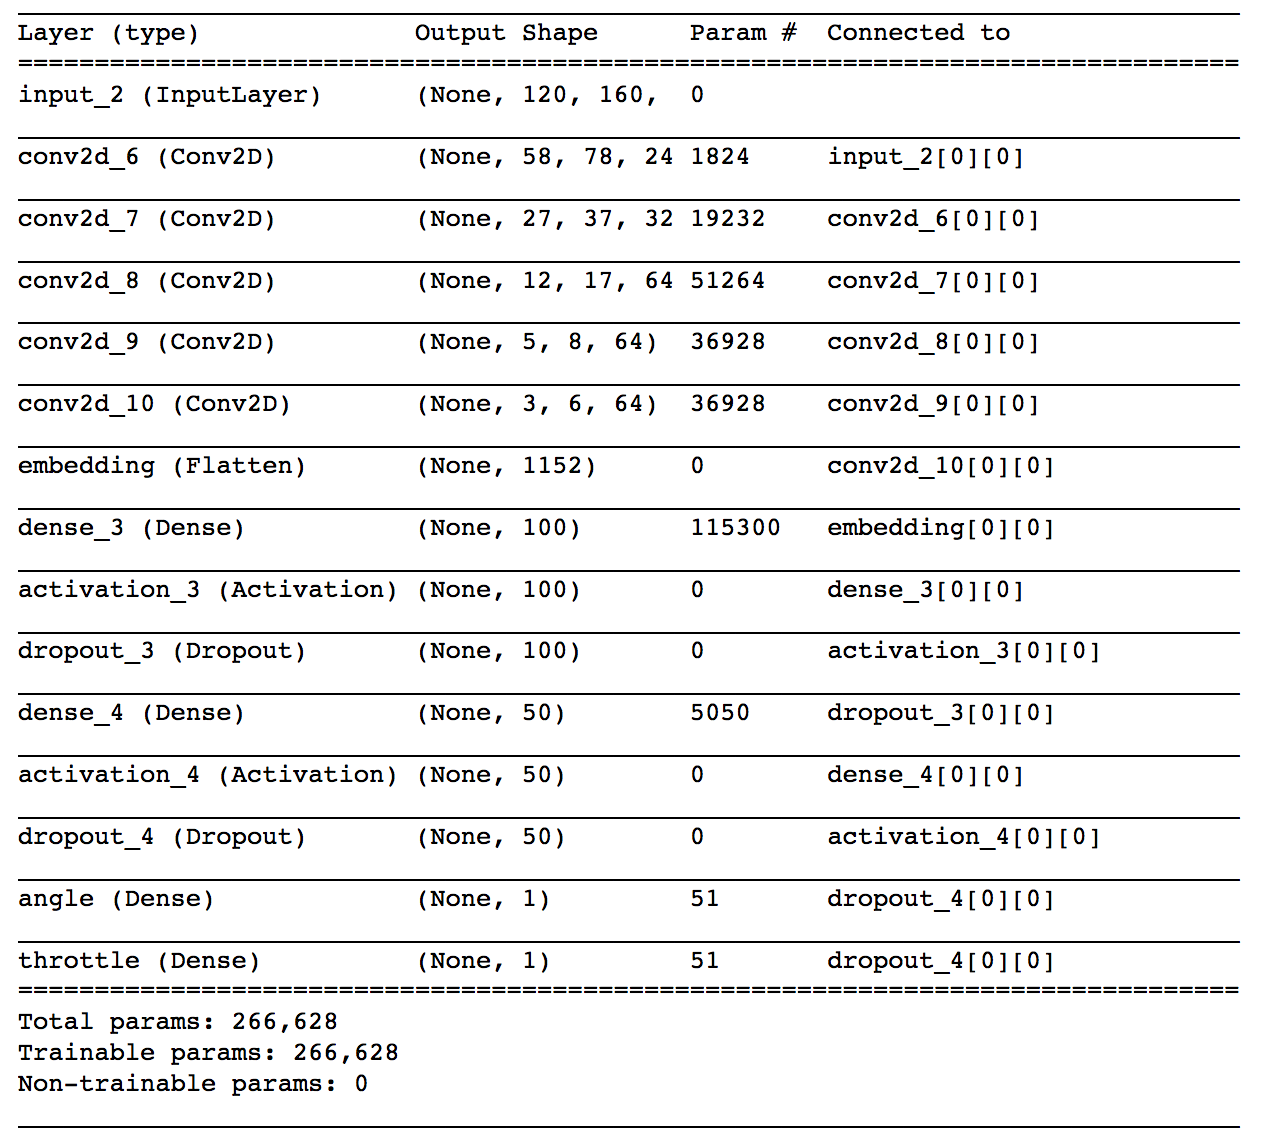 Layer (type) Output Shape Param # Connected to
================================================================================
input_2 (InputLayer) (None, 120, 160, 0
conv2d_6 (Conv2D) (None, 58, 78, 24 1824 input_2[0][0]
conv2d_7 (Conv2D) (None, 27, 37, 32 19232 conv2d_6[0][0]
conv2d_8 (Conv2D) (None, 12, 17, 64 51264 conv2d_7[0][0]
conv2d_9 (Conv2D) (None, 5, 8, 64) 36928 conv2d_8[0][0]
conv2d_10 (Conv2D) (None, 3, 6, 64) 36928 conv2d_9[0][0]
embedding (Flatten) (None, 1152) 0 conv2d_10[0][0]
dense_3 (Dense) (None, 100) 115300 embedding[0][0]
activation_3 (Activation) (None, 100) 0 dense_3[0][0]
dropout_3 (Dropout) (None, 100) 0 activation_3[0][0]
dense_4 (Dense) (None, 50) 5050 dropout_3[0][0]
activation_4 (Activation) (None, 50) 0 dense_4[0][0]
dropout_4 (Dropout) (None, 50) 0 activation_4[0][0]
angle (Dense) (None, 1) 51 dropout_4[0][0]
throttle (Dense) (None, 1) 51 dropout_4[0][0]
================================================================================
Total params: 266,628
Trainable params: 266,628
Non-trainable params: 0